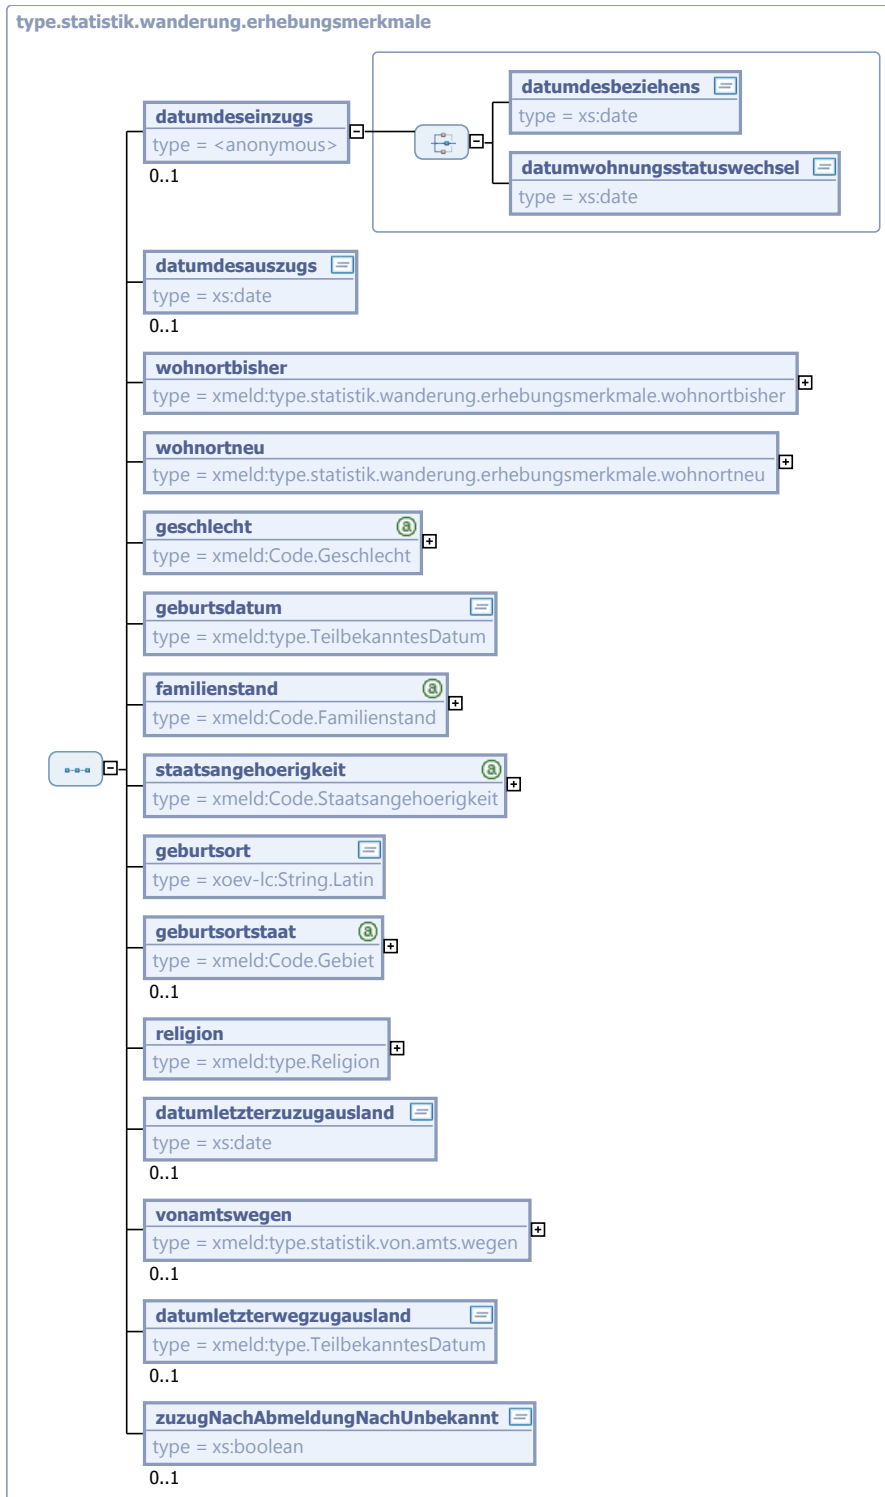 type.statistik.wanderung.erhebungsmerkmale
datumdeseinzugs
type = <anonymous>
0..1
datumdesbeziehens
type = xs:date
datumwohnungsstatuswechsel
type = xs:date
datumdesauszugs
type = xs:date
0..1
wohnortbisher
type = xmeld:type.statistik.wanderung.erhebungsmerkmale.wohnortbisher
wohnortneu
type = xmeld:type.statistik.wanderung.erhebungsmerkmale.wohnortneu
geschlecht
type = xmeld:Code.Geschlecht
geburtsdatum
type = xmeld:type.TeilbekanntesDatum
familienstand
type = xmeld:Code.Familienstand
staatsangehoerigkeit
type = xmeld:Code.Staatsangehoerigkeit
geburtsort
type = xoev-lc:String.Latin
geburtsortstaat
type = xmeld:Code.Gebiet
0..1
religion
type = xmeld:type.Religion
datumletzterzuzugausland
type = xs:date
0..1
vonamtswegen
type = xmeld:type.statistik.von.amts.wegen
0..1
datumletzterwegzugausland
type = xmeld:type.TeilbekanntesDatum
0..1
zuzugNachAbmeldungNachUnbekannt
type = xs:boolean
0..1